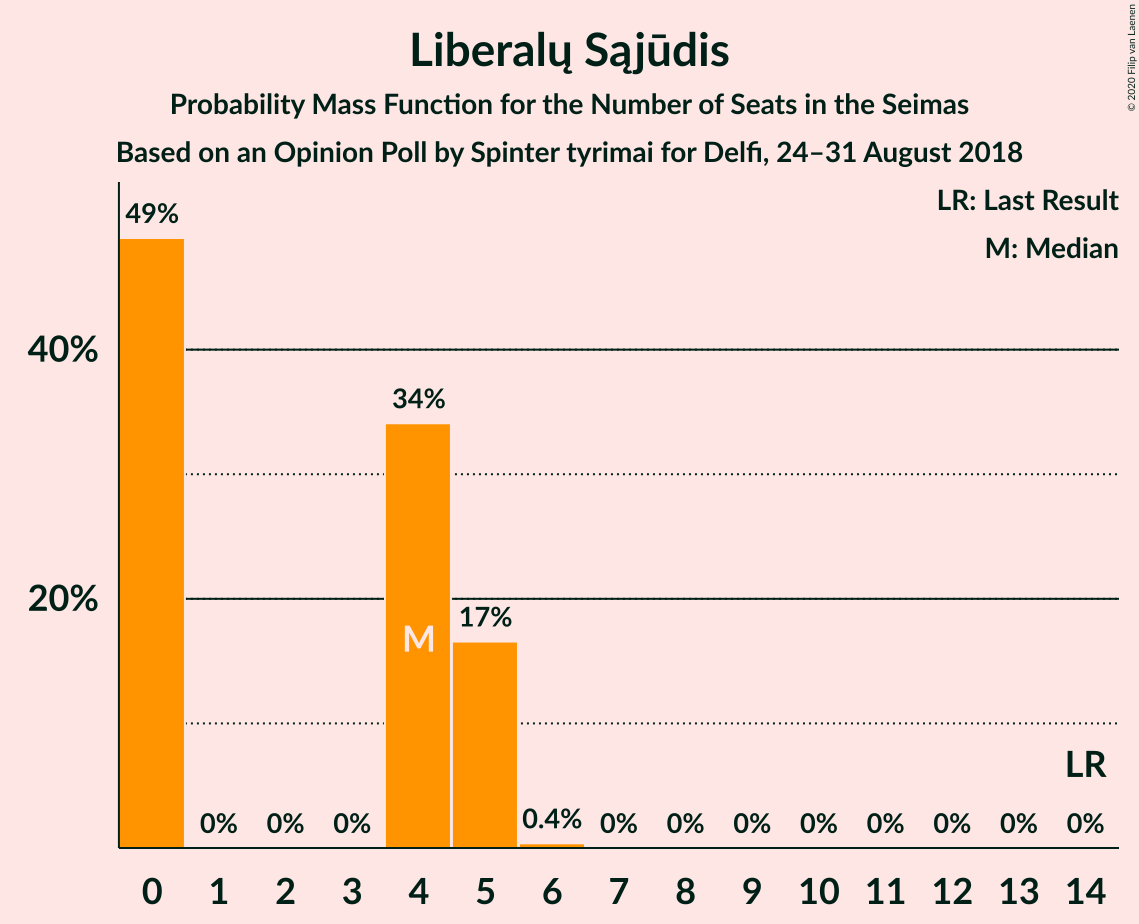 Liberalų Sąjūdis
Probability Mass Function for the Number of Seats in the Seimas
Based on an Opinion Poll by Spinter tyrimai for Delfi, 24–31 August 2018
© 2020 Filip van Laenen
LR: Last Result
M: Median
49%
40%
34%
20%
17%
M
LR
0% 0% 0% 0.4% 0% 0% 0% 0% 0% 0% 0% 0%
0 1 2 3 4 5 6 7 8 9 10 11 12 13 14